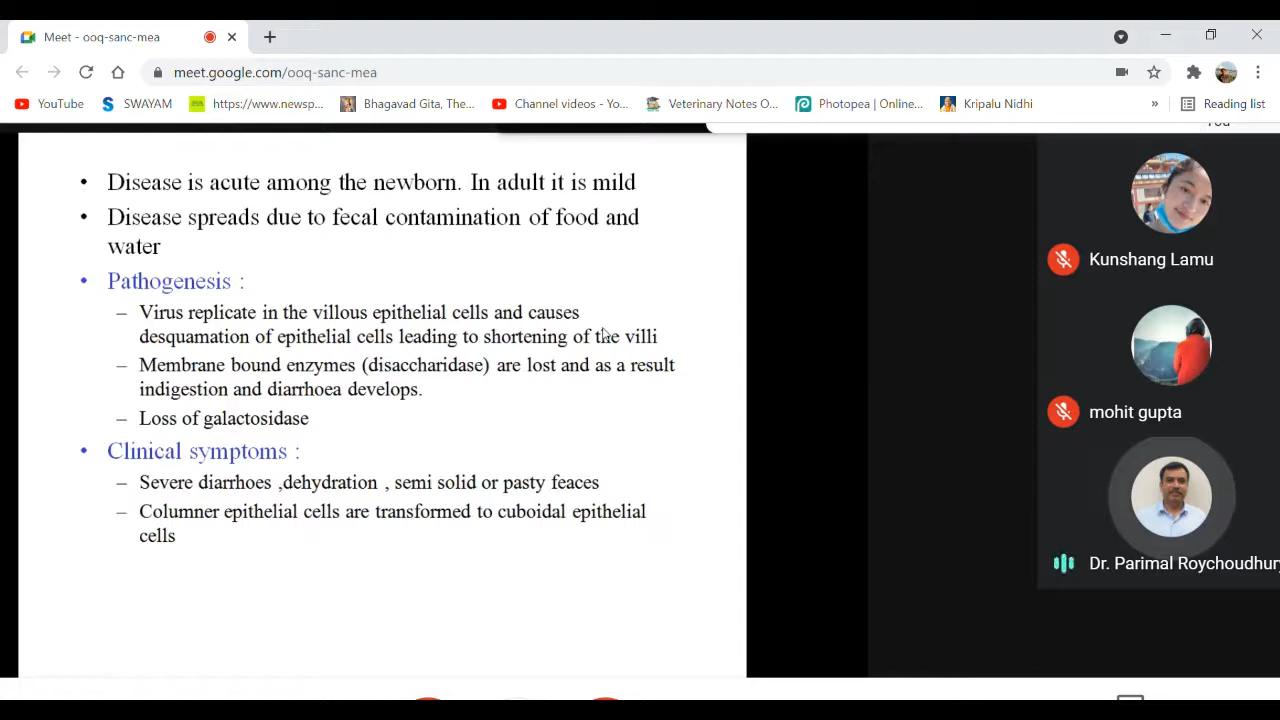 Meet - ooq-sanc-mea
meet.google.com/ooq-sanc-mea
YouTube
SWAYAM
https://www.newsp...
Bhagavad Gita, The...
Channel videos - Yo...
Veterinary Notes O...
Photopea | Online...
Kripalu Nidhi
»
Reading list
• Disease is acute among the newborn. In adult it is mild
• Disease spreads due to fecal contamination of food and
water
• Pathogenesis :
– Virus replicate in the villous epithelial cells and causes
desquamation of epithelial cells leading to shortening of the villi
– Membrane bound enzymes (disaccharidase) are lost and as a result
indigestion and diarrhoea develops.
– Loss of galactosidase
• Clinical symptoms :
– Severe diarrhoes ,dehydration , semi solid or pasty feaces
– Columner epithelial cells are transformed to cuboidal epithelial
cells
You
Kunshang Lamu
mohit gupta
Dr. Parimal Roychoudhury